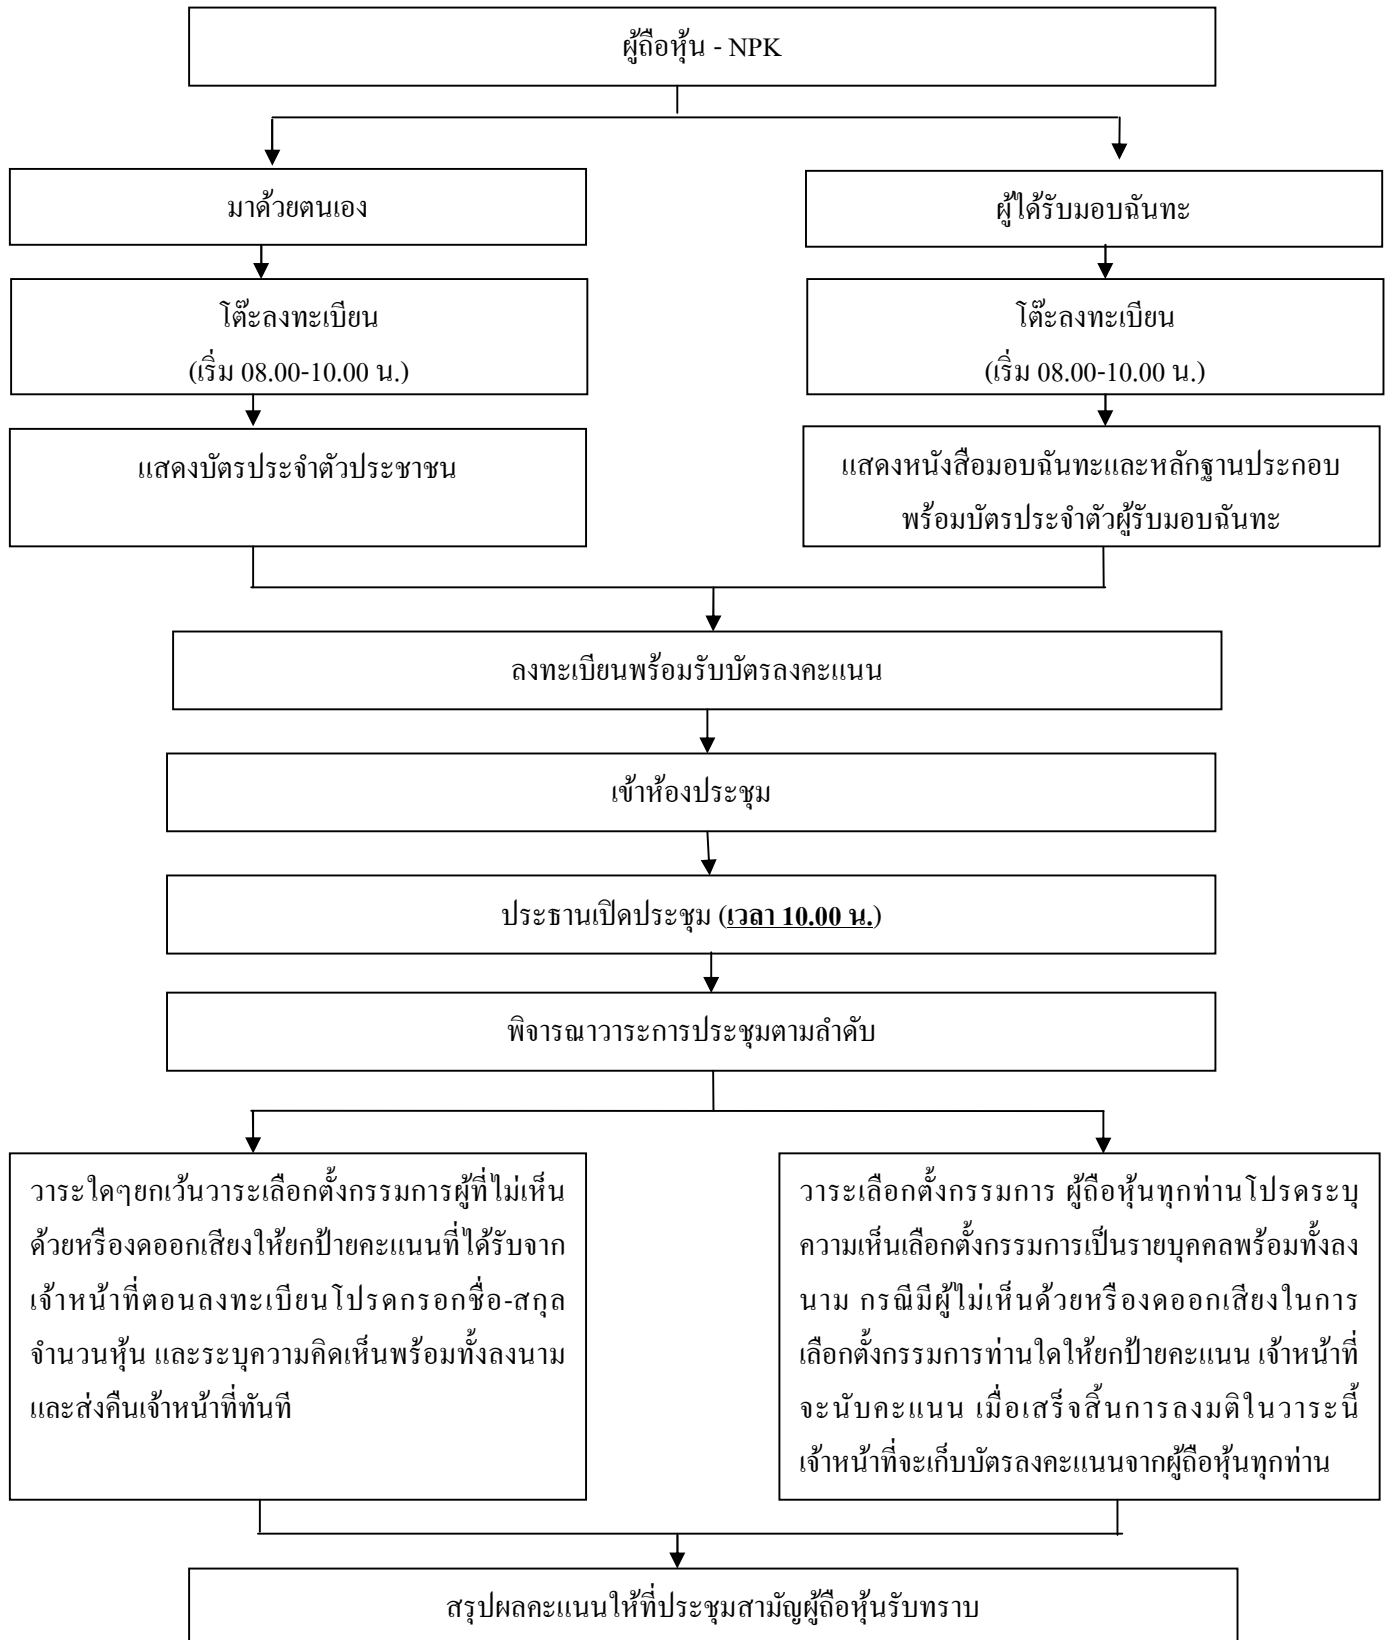 ผู้ถือหุ้น - NPK
มาด้วยตนเอง
ผู้ได้รับมอบฉันทะ
โต๊ะลงทะเบียน
(เริ่ม 08.00-10.00 น.)
โต๊ะลงทะเบียน
(เริ่ม 08.00-10.00 น.)
แสดงบัตรประจำตัวประชาชน
แสดงหนังสือมอบฉันทะและหลักฐานประกอบ
พร้อมบัตรประจำตัวผู้รับมอบฉันทะ
ลงทะเบียนพร้อมรับบัตรลงคะแนน
เข้าห้องประชุม
ประธานเปิดประชุม (เวลา 10.00 น.)
พิจารณาวาระการประชุมตามลำดับ
วาระใดๆยกเว้นวาระเลือกตั้งกรรมการผู้ที่ไม่เห็น
ด้วยหรืองดออกเสียงให้ยกป้ายคะแนนที่ได้รับจาก
เจ้าหน้าที่ตอนลงทะเบียนโปรดกรอกชื่อ-สกุล
จำนวนหุ้น และระบุความคิดเห็นพร้อมทั้งลงนาม
และส่งคืนเจ้าหน้าที่ทันที
วาระเลือกตั้งกรรมการ ผู้ถือหุ้นทุกท่านโปรดระบุ
ความเห็นเลือกตั้งกรรมการเป็นรายบุคคลพร้อมทั้งลง
นาม กรณีมีผู้ไม่เห็นด้วยหรืองดออกเสียงในการ
เลือกตั้งกรรมการท่านใดให้ยกป้ายคะแนน เจ้าหน้าที่
จะนับคะแนน เมื่อเสร็จสิ้นการลงมติในวาระนี้
เจ้าหน้าที่จะเก็บบัตรลงคะแนนจากผู้ถือหุ้นทุกท่าน
สรุปผลคะแนนให้ที่ประชุมสามัญผู้ถือหุ้นรับทราบ